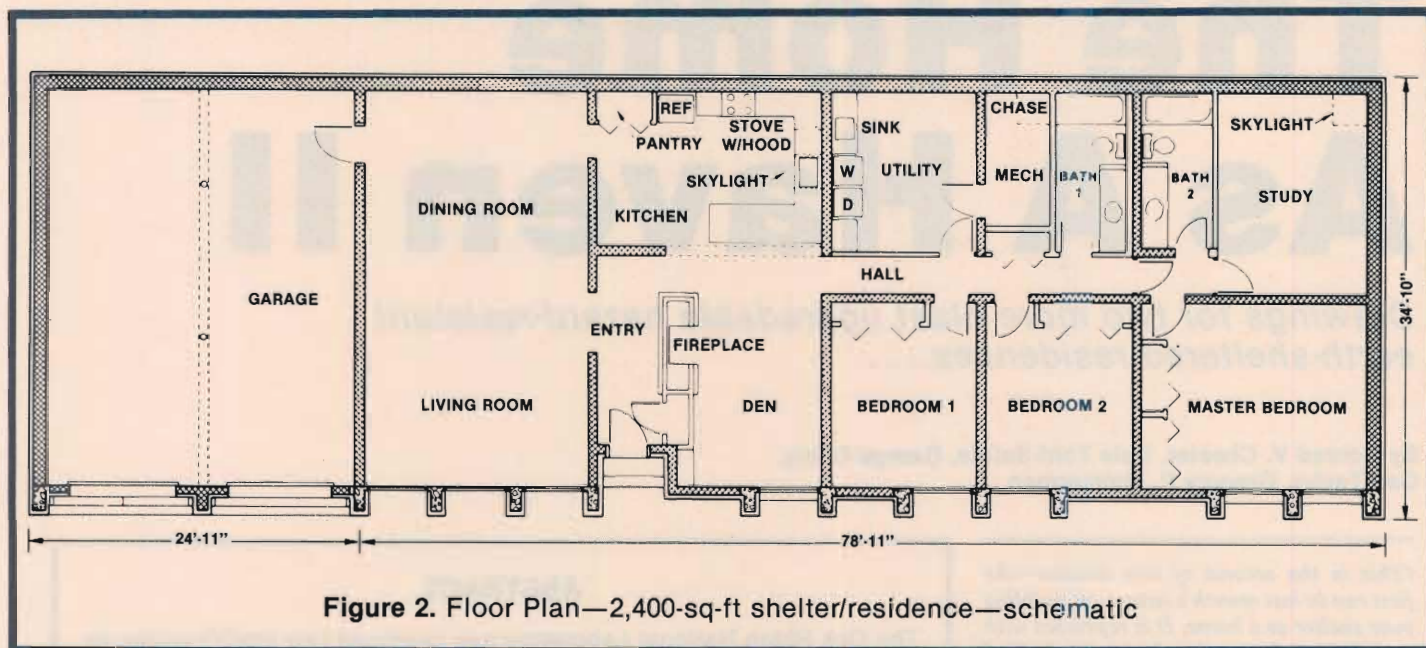 REF
CHASE
STOVE
W/HOOD
SINK
SKYLIGHT
PANTRY
SKYLIGHT
W
UTILITY
MECH
BATH
1
BATH
2
DINING ROOM
KITCHEN
D
STUDY
HALL
GARAGE
ENTRY
FIREPLACE
LIVING ROOM
DEN
BEDROOM 1
BEDROOM 2
MASTER BEDROOM
34'-10"
24'-11"
78'-11"
Figure 2. Floor Plan—2,400-sq-ft shelter/residence—schematic